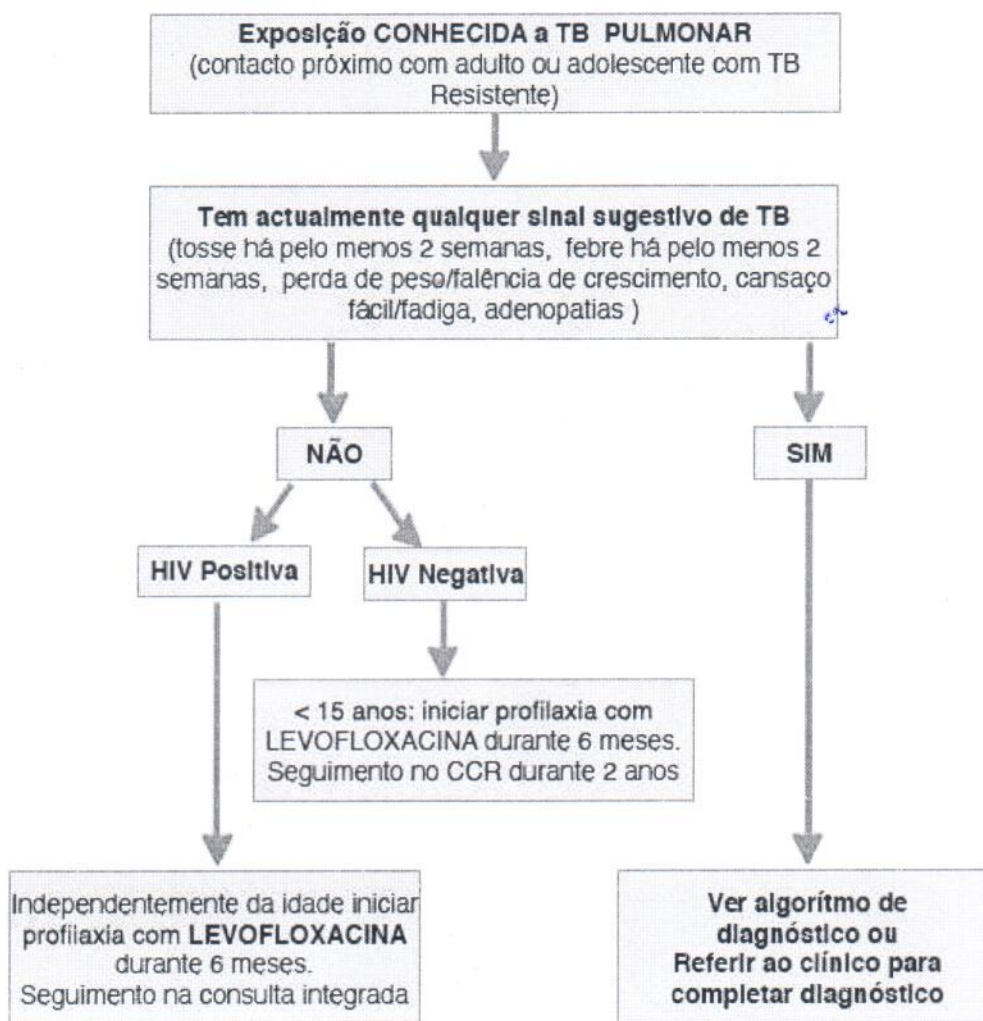 Exposição CONHECIDA a TB PULMONAR
(contacto próximo com adulto ou adolescente com TB
Resistente)
Tem actualmente qualquer sinal sugestivo de TB
(tosse há pelo menos 2 semanas, febre há pelo menos 2
semanas, perda de peso/falência de crescimento, cansaço
fácil/fadiga, adenopatias )
NÃO
SIM
HIV Positiva
HIV Negativa
< 15 anos: iniciar profilaxia com
LEVOFLOXACINA durante 6 meses.
Seguimento no CCR durante 2 anos
Independentemente da idade iniciar
profilaxia com LEVOFLOXACINA
durante 6 meses.
Seguimento na consulta integrada
Ver algorítmo de
diagnóstico ou
Referir ao clínico para
completar diagnóstico